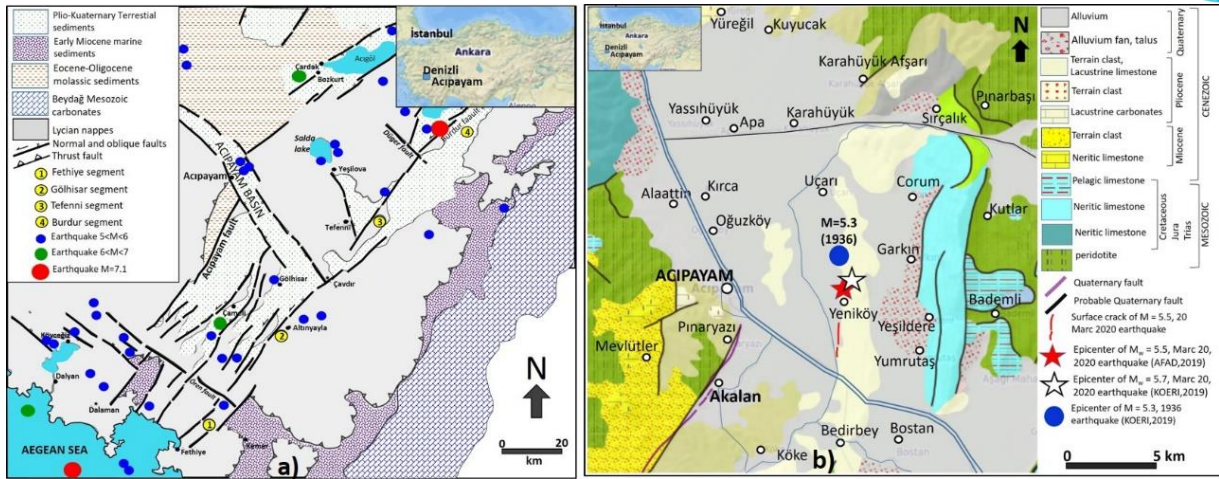 Plio-Kuaternary Terrestial
sediments
Early Miocene marine
sediments
Eocene-Oligocene
molassic sediments
Beydağ Mesozoic
carbonates
Lycian nappes
Normal and oblique faults
Thrust fault
1 Fethiye segment
2 Gölhisar segment
3 Tefenni segment
4 Burdur segment
Earthquake 5<M<6
Earthquake 6<M<7
Earthquake M=7.1
İstanbul
Ankara
Denizli
Acıpayam
Çardak
Bozkurt
Acıgöl
Salda
lake
Yeşilova
Acıpayam
ACIPAYAM BASIN
Acıpayam fault
Tefenni
Gölhisar
Çavdır
Çameli
Altınyayla
Köyceğiz
Dalyan
Dalaman
Fethiye
Kemer
AEGEAN SEA
1
2
3
4
N
0 20
km
a)
İstanbul
Ankara
Denizli
Acıpayam
Yüreğil
Kuyucak
N
Karahüyük Afşarı
Pınarbaşı
Yassıhüyük
Apa
Karahüyük
Sırçalık
Alaattin
Kırca
Uçarı
Corum
Oğuzköy
Kutlar
M=5.3
(1936)
Garkın
ACIPAYAM
Yeniköy
Bademli
Pınaryazı
Yeşildere
Mevlütler
Yumrutaş
Akalan
Bedirbey
Bostan
Köke
b)
Alluvium
Alluvium fan, talus
Terrain clast,
Lacustrine limestone
Terrain clast
Lacustrine carbonates
Terrain clast
Neritic limestone
Pelagic limestone
Neritic limestone
Neritic limestone
peridotite
Quaternary
Pliocene
Miocene
CENEZOIC
Cretaceous
Jura
Trias
MESOZOIC
Quaternary fault
Probable Quaternary fault
Surface crack of M = 5.5, 20
Marc 2020 earthquake
Epicenter of Mw = 5.5, Marc 20,
2020 earthquake (AFAD,2019)
Epicenter of Mw = 5.7, Marc 20,
2020 earthquake (KOERI,2019)
Epicenter of M = 5.3, 1936
earthquake (KOERI,2019)
0 5 km